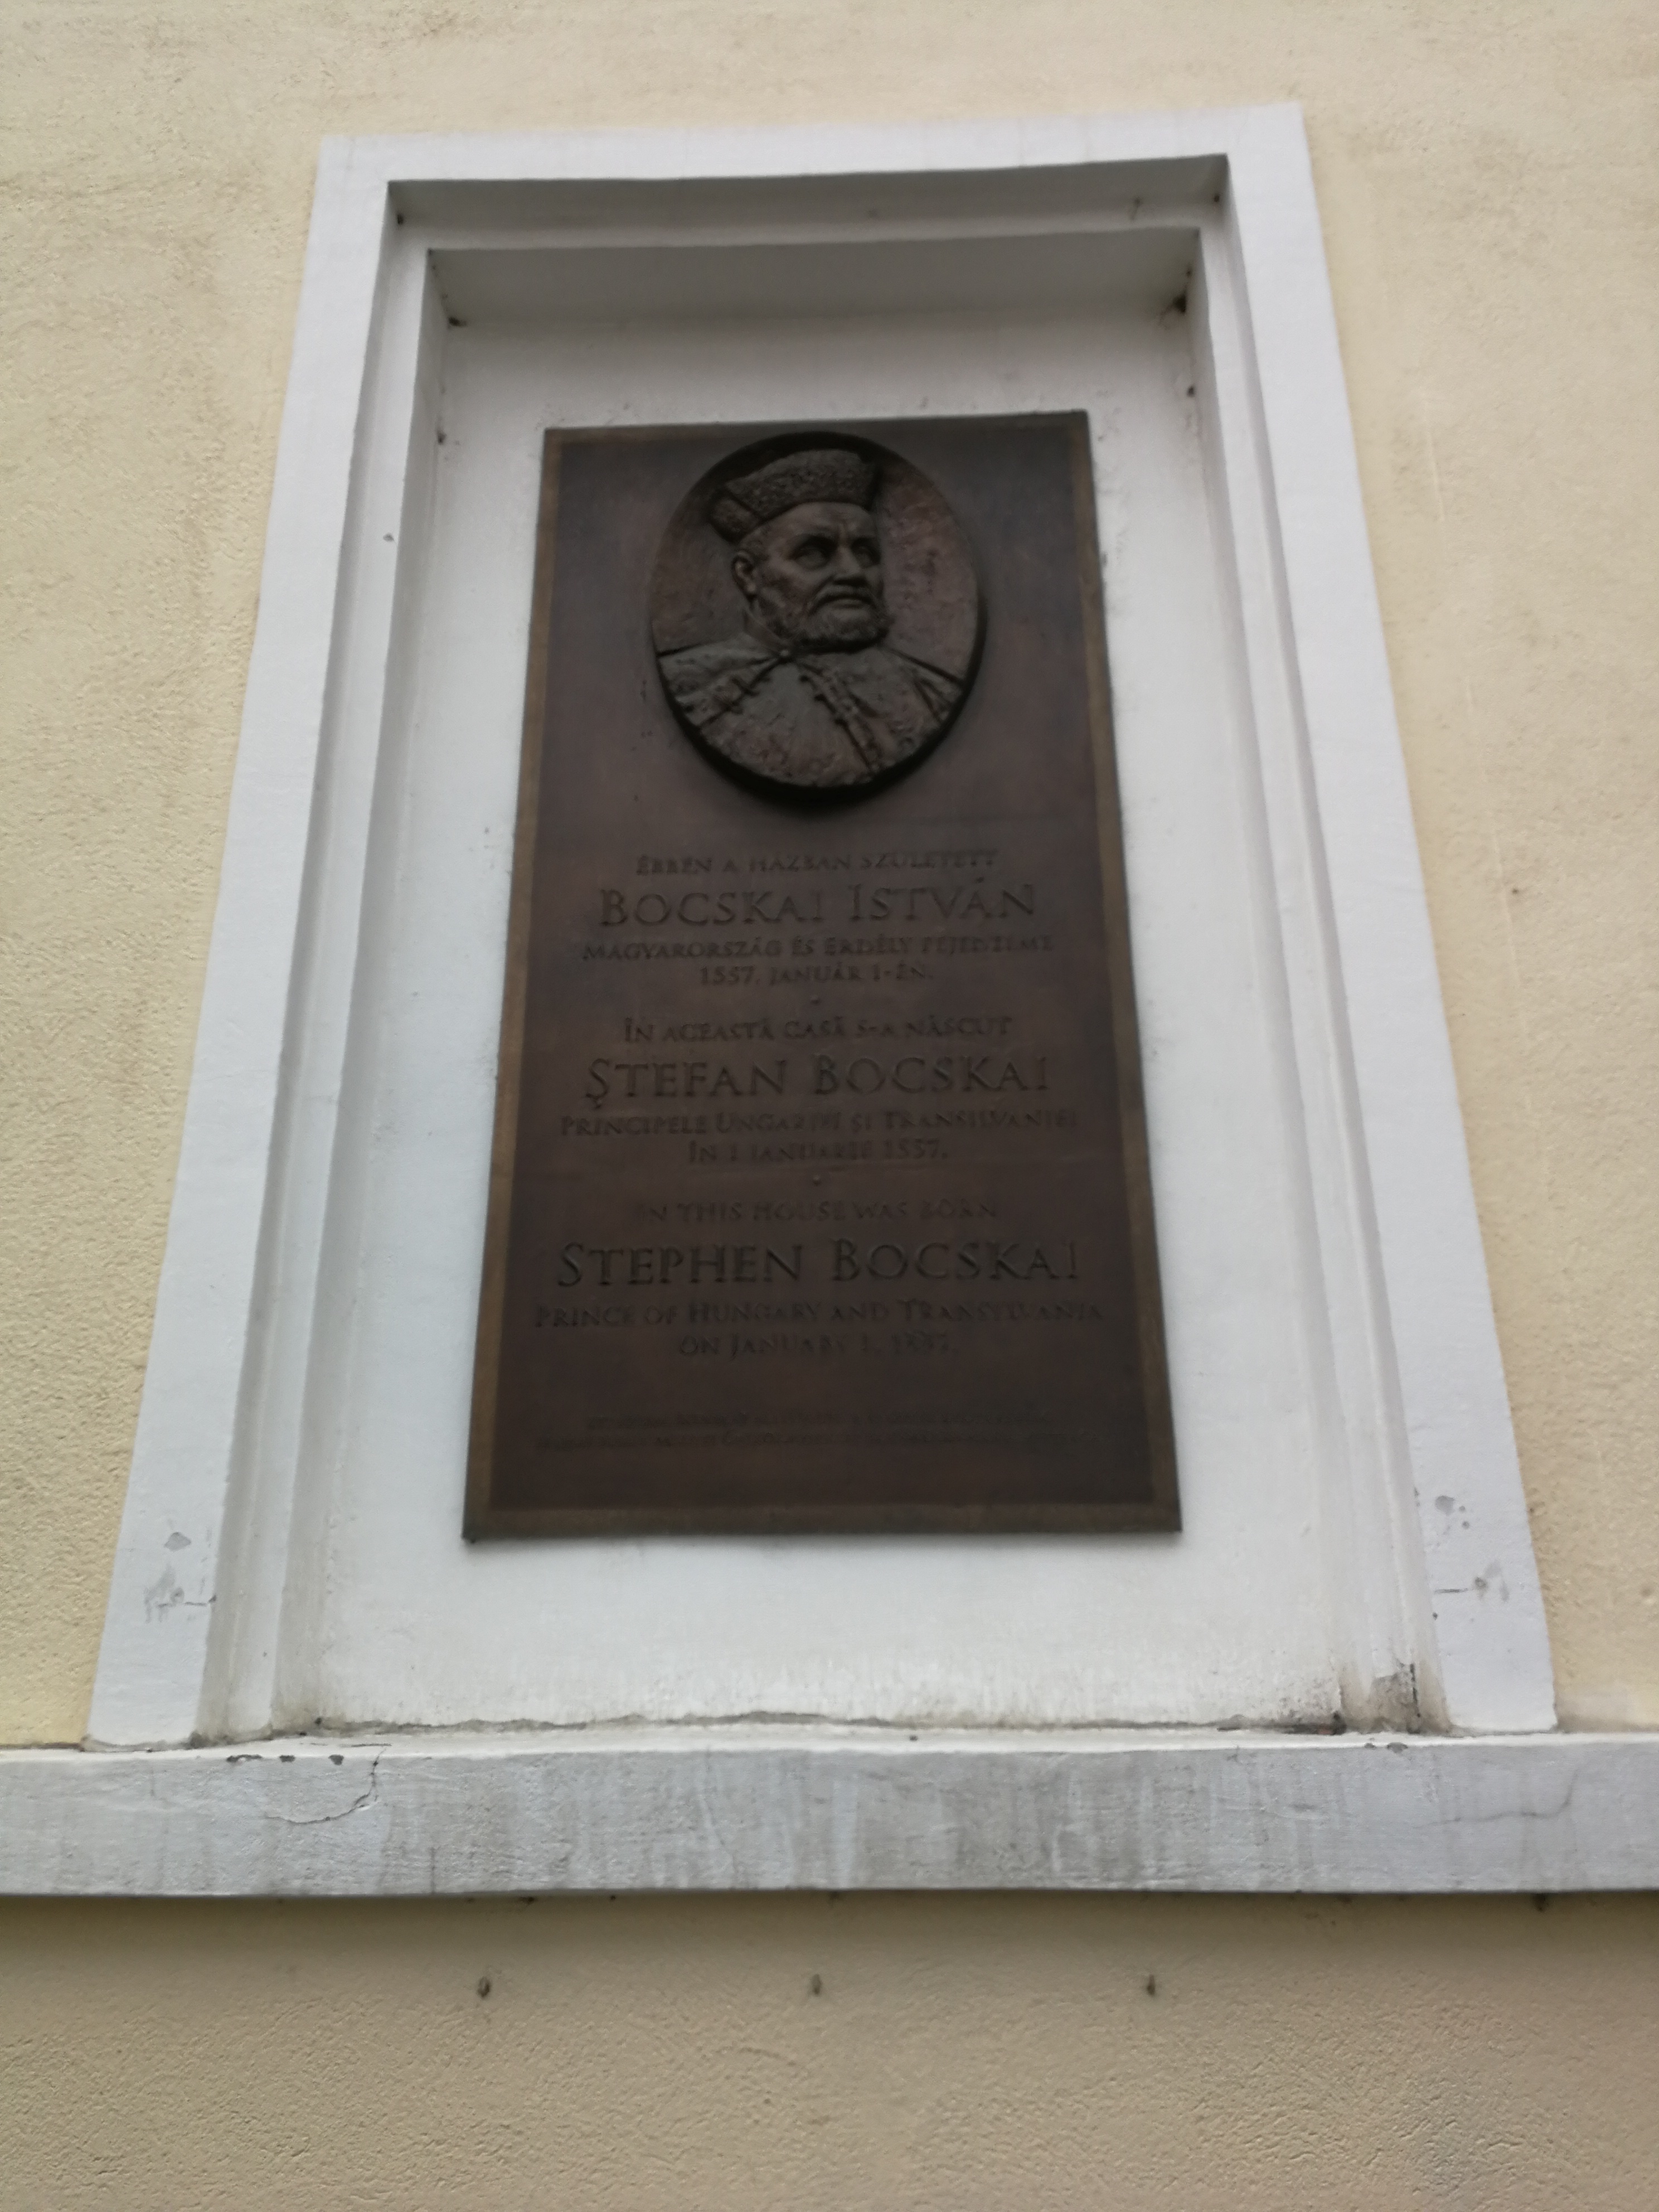 EBBEN A HÁZBAN SZÜLETETT
BOCSKAI ISTVÁN
MAGYARORSZÁG ÉS ERDÉLY FEJEDELME
1557. JANUÁR 1-ÉN.
ÎN ACEASTĂ CASĂ S-A NĂSCUT
ŞTEFAN BOCSKAI
PRINCIPELE UNGARIEI ŞI TRANSILVANIEI
ÎN 1 IANUARIE 1557.
IN THIS HOUSE WAS BORN
STEPHEN BOCSKAI
PRINCE OF HUNGARY AND TRANSYLVANIA
ON JANUARY 1, 1557.